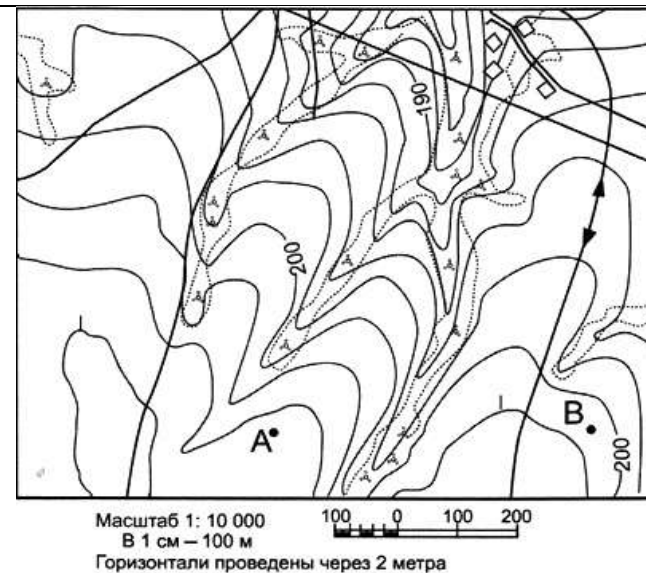 190
200
A
B
200
Масштаб 1: 10 000
В 1 см – 100 м
100 0 100 200
Горизонтали проведены через 2 метра